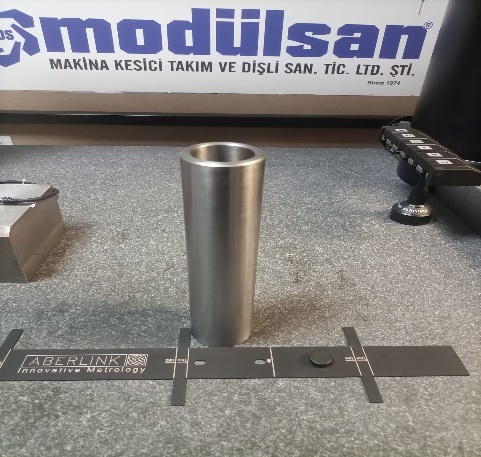 modülsan®
MAKİNA KESİCİ TAKIM VE DİŞLİ SAN. TİC. LTD. ŞTİ.
Since 1974
ABERLINK
Innovative Metrology